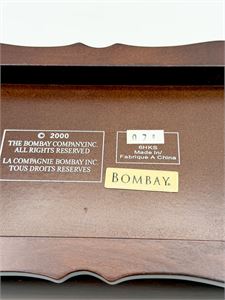 © 2000
THE BOMBAY COMPANY,INC.
ALL RIGHTS RESERVED
LA COMPAGNIE BOMBAY INC.
TOUS DROITS RESERVES
6HKS
Made In/
Fabrique A China
BOMBAY®